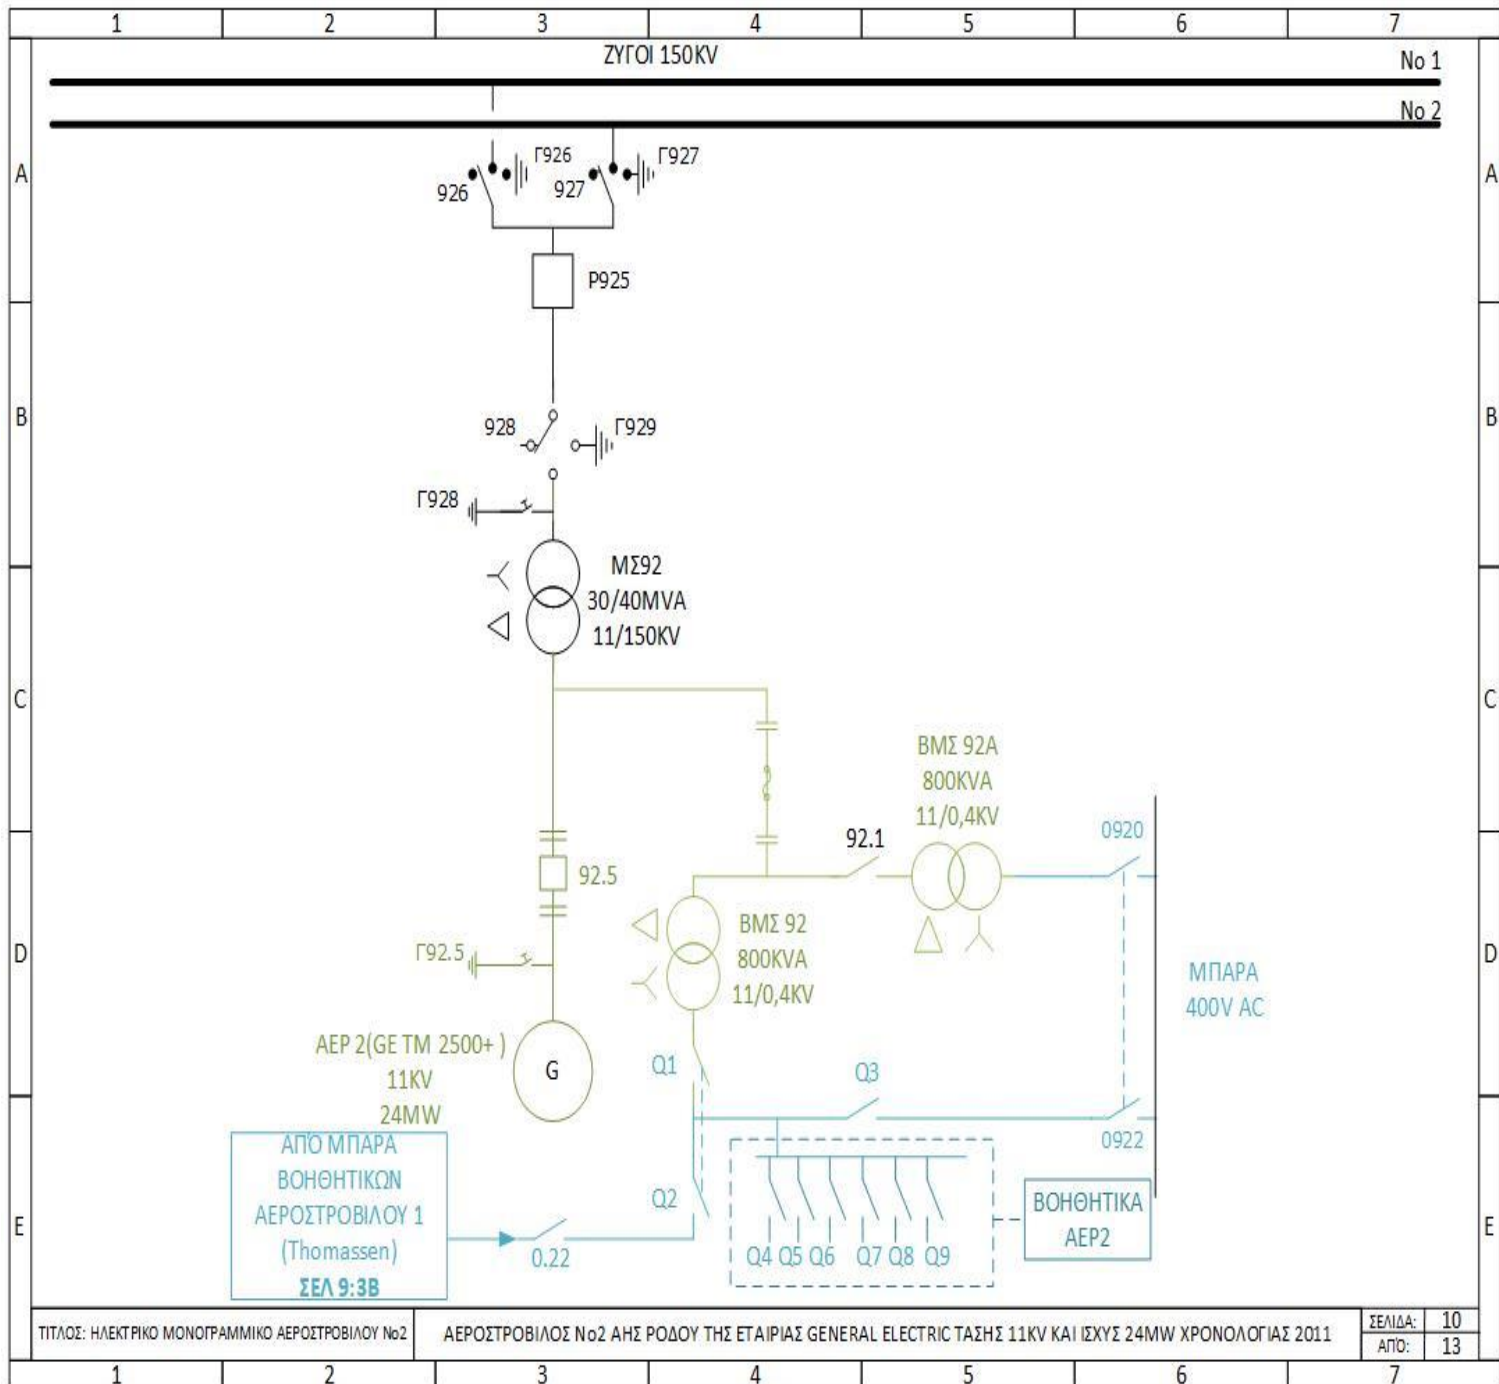 1 2 3 4 5 6 7
ΖΥΓΟΙ 150KV
No 1
No 2
A A
Γ926
Γ927
926
927
P925
B B
928
Γ929
Γ928
ΜΣ92
30/40MVA
11/150KV
C C
ΒΜΣ 92Α
800KVA
11/0,4KV
92.1
0920
92.5
ΒΜΣ 92
800KVA
11/0,4KV
Γ92.5
D D
ΜΠΑΡΑ
400V AC
ΑΕΡ 2(GE TM 2500+ )
11KV
24MW
G
Q1
Q3
0922
ΑΠΌ ΜΠΑΡΑ
ΒΟΗΘΗΤΙΚΩΝ
ΑΕΡΟΣΤΡΟΒΙΛΟΥ 1
(Thomassen)
ΣΕΛ 9:3Β
0.22
Q2
Q4 Q5 Q6 Q7 Q8 Q9
ΒΟΗΘΗΤΙΚΑ
ΑΕΡ2
E E
ΤΙΤΛΟΣ: ΗΛΕΚΤΡΙΚΟ ΜΟΝΟΓΡΑΜΜΙΚΟ ΑΕΡΟΣΤΡΟΒΙΛΟΥ Νο2
ΑΕΡΟΣΤΡΟΒΙΛΟΣ Νο2 ΑΗΣ ΡΟΔΟΥ ΤΗΣ ΕΤΑΙΡΙΑΣ GENERAL ELECTRIC ΤΑΣΗΣ 11KV ΚΑΙ ΙΣΧΥΣ 24MW ΧΡΟΝΟΛΟΓΙΑΣ 2011
ΣΕΛΙΔΑ: 10
ΑΠΌ: 13
1 2 3 4 5 6 7